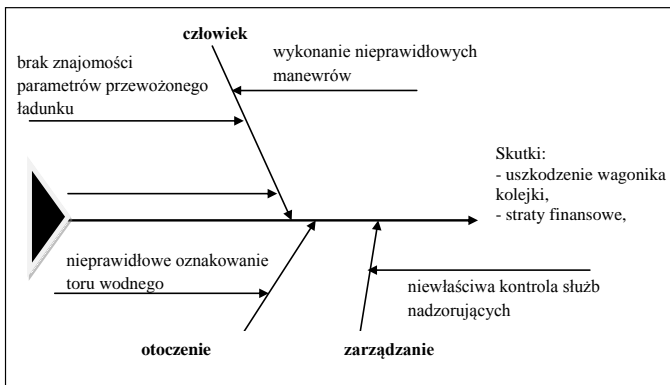 człowiek
brak znajomości
parametrów przewożonego
ładunku
wykonanie nieprawidłowych
manewrów
Skutki:
- uszkodzenie wagonika
kolejki,
- straty finansowe,
nieprawidłowe oznakowanie
toru wodnego
niewłaściwa kontrola służb
nadzorujących
otoczenie
zarządzanie